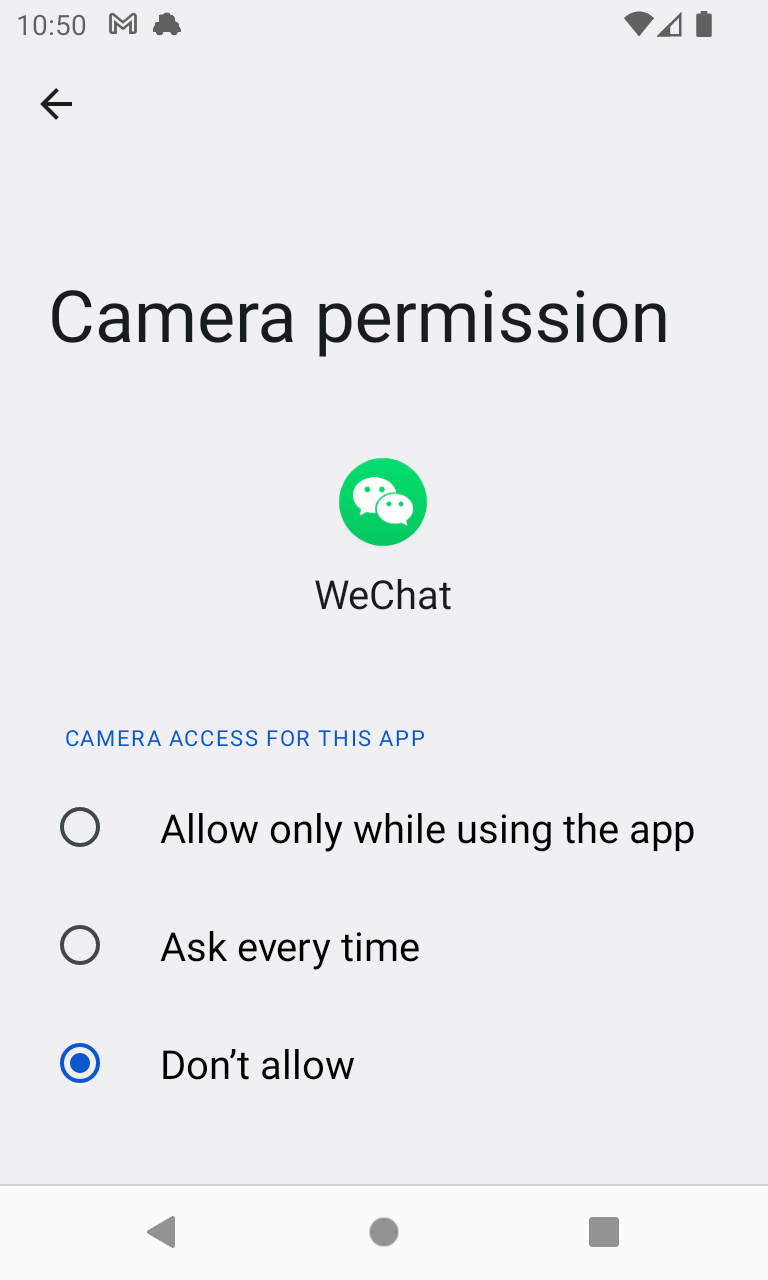 10:50
Camera permission
WeChat
CAMERA ACCESS FOR THIS APP
Allow only while using the app
Ask every time
Don’t allow